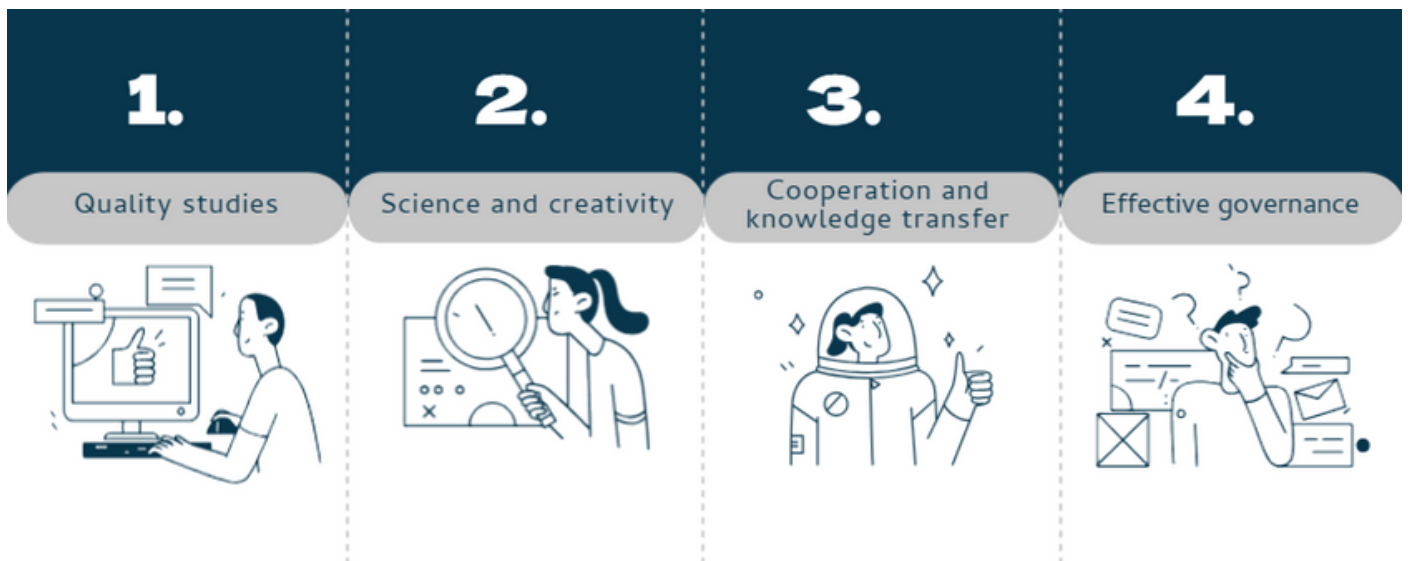 1.
Quality studies
2.
Science and creativity
3.
Cooperation and
knowledge transfer
4.
Effective governance